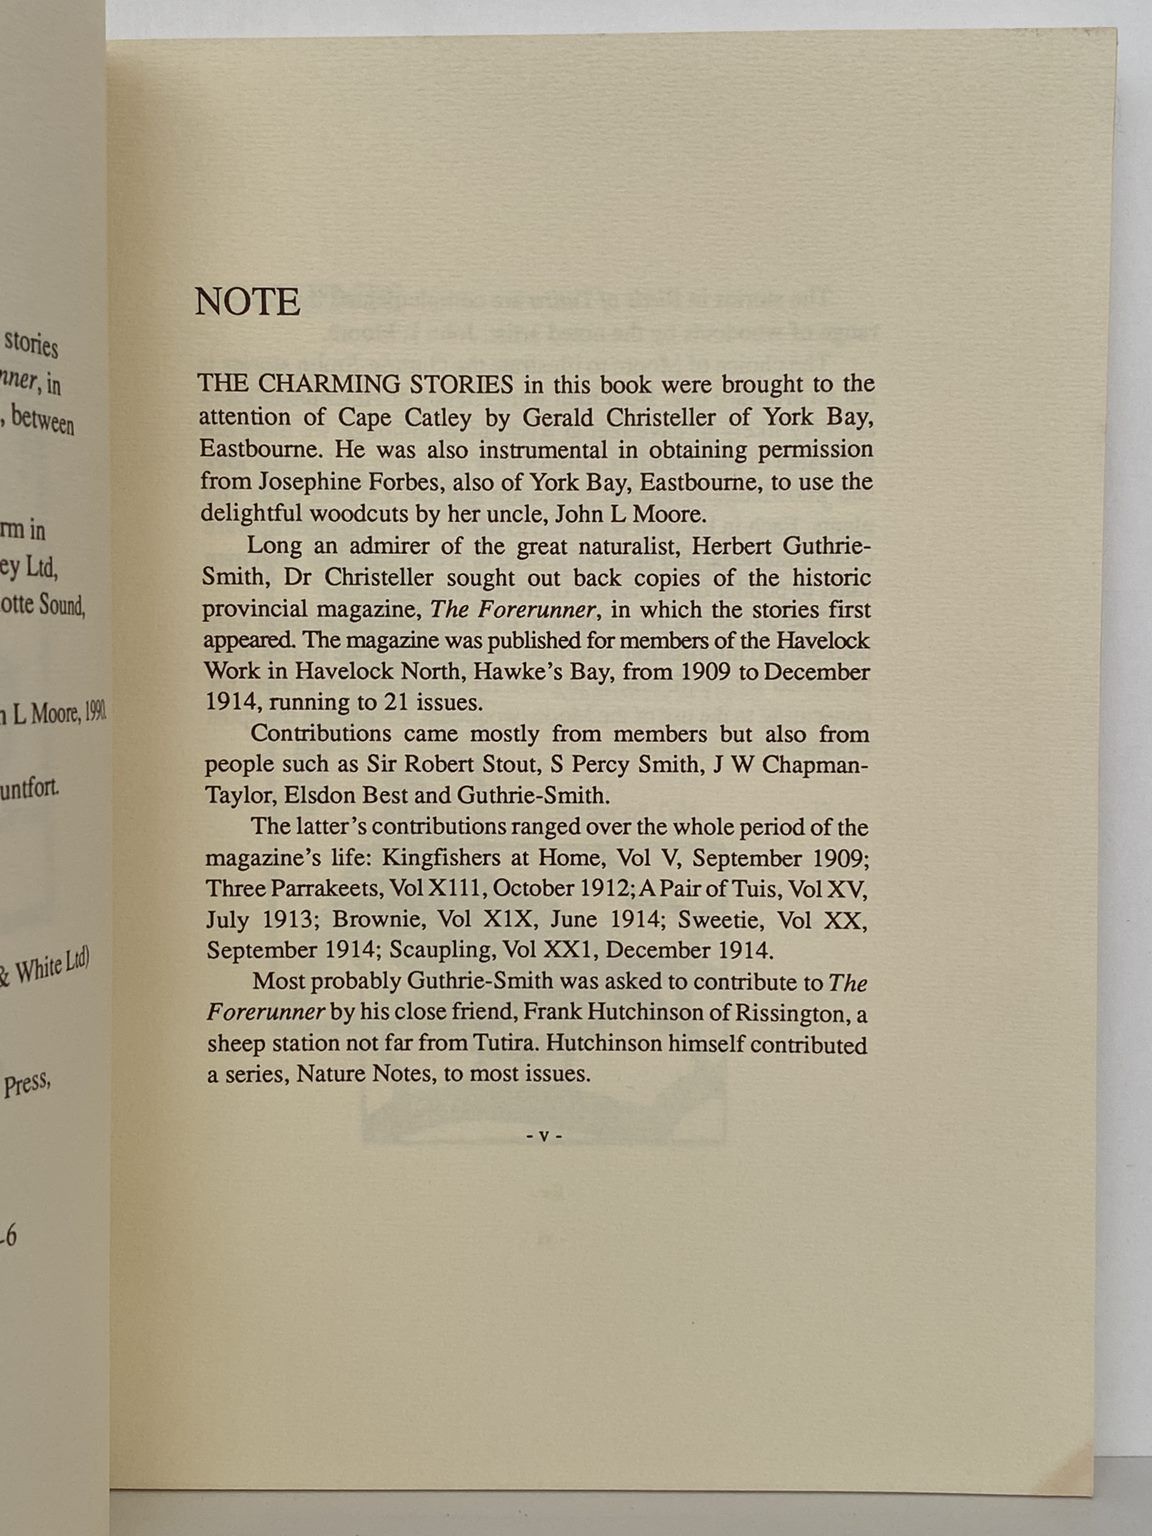 stories
nner, in
, between
rm in
ey Ltd,
otte Sound,
n L Moore, 1990.
untfort.
& White Ltd)
Press,
-6
NOTE
THE CHARMING STORIES in this book were brought to the
attention of Cape Catley by Gerald Christeller of York Bay,
Eastbourne. He was also instrumental in obtaining permission
from Josephine Forbes, also of York Bay, Eastbourne, to use the
delightful woodcuts by her uncle, John L Moore.
Long an admirer of the great naturalist, Herbert Guthrie-
Smith, Dr Christeller sought out back copies of the historic
provincial magazine, The Forerunner, in which the stories first
appeared. The magazine was published for members of the Havelock
Work in Havelock North, Hawke's Bay, from 1909 to December
1914, running to 21 issues.
Contributions came mostly from members but also from
people such as Sir Robert Stout, S Percy Smith, J W Chapman-
Taylor, Elsdon Best and Guthrie-Smith.
The latter's contributions ranged over the whole period of the
magazine's life: Kingfishers at Home, Vol V, September 1909;
Three Parrakeets, Vol X111, October 1912; A Pair of Tuis, Vol XV,
July 1913; Brownie, Vol X1X, June 1914; Sweetie, Vol XX,
September 1914; Scaupling, Vol XX1, December 1914.
Most probably Guthrie-Smith was asked to contribute to The
Forerunner by his close friend, Frank Hutchinson of Rissington, a
sheep station not far from Tutira. Hutchinson himself contributed
a series, Nature Notes, to most issues.
- v -